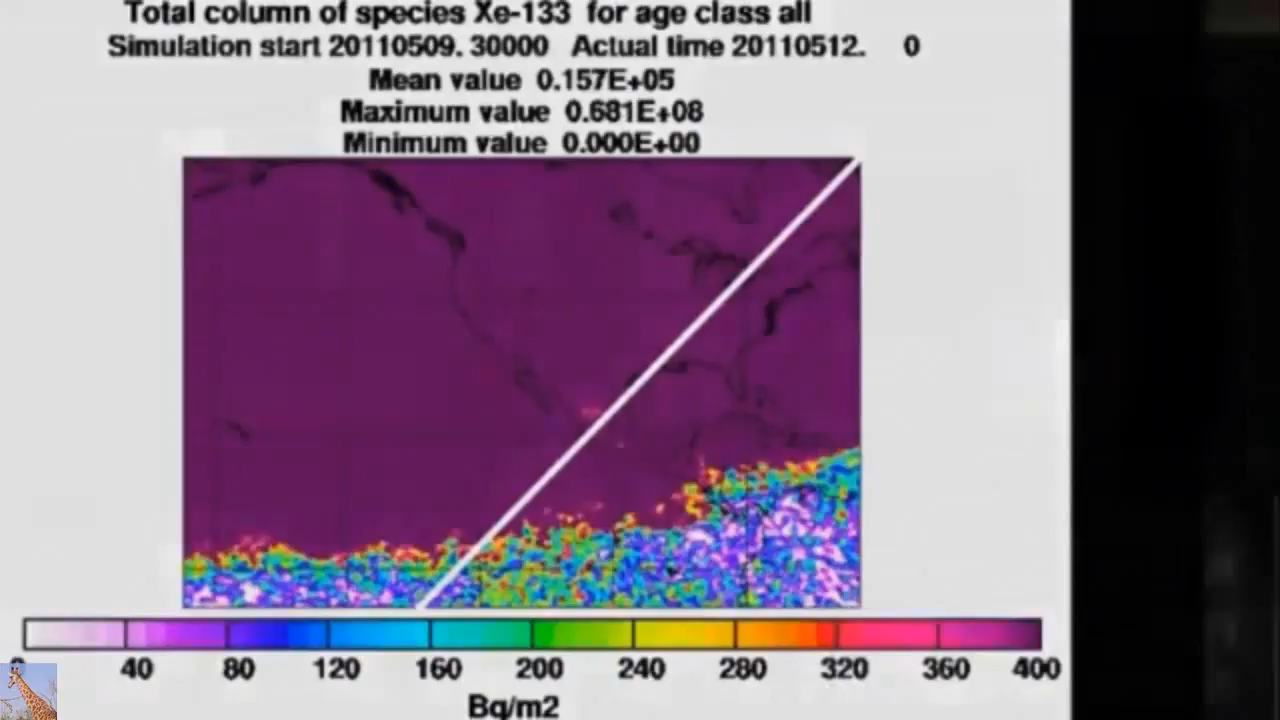 Total column of species Xe-133 for age class all
Simulation start 20110509. 30000 Actual time 20110512. 0
Mean value 0.157E+05
Maximum value 0.681E+08
Minimum value 0.000E+00
40 80 120 160 200 240 280 320 360 400
Bq/m2